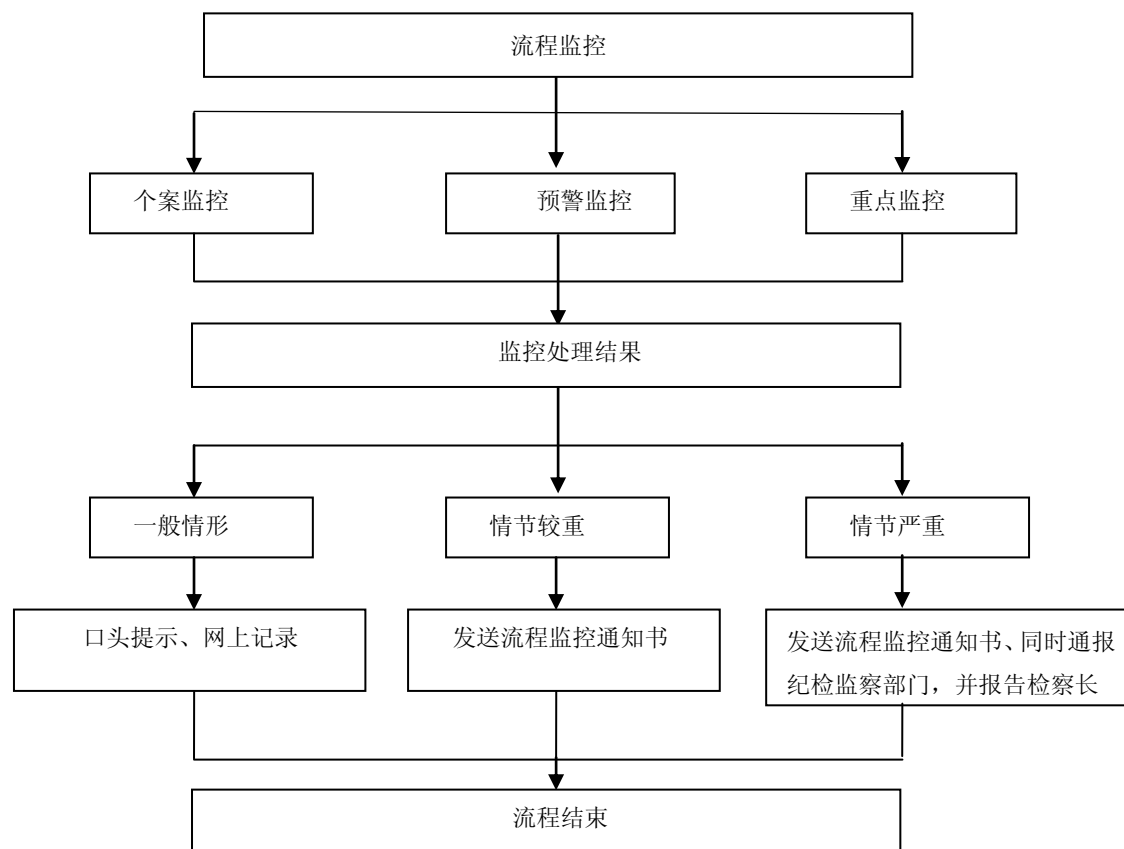 流程监控
个案监控
预警监控
重点监控
监控处理结果
一般情形
情节较重
情节严重
口头提示、网上记录
发送流程监控通知书
发送流程监控通知书、同时通报
纪检监察部门，并报告检察长
流程结束